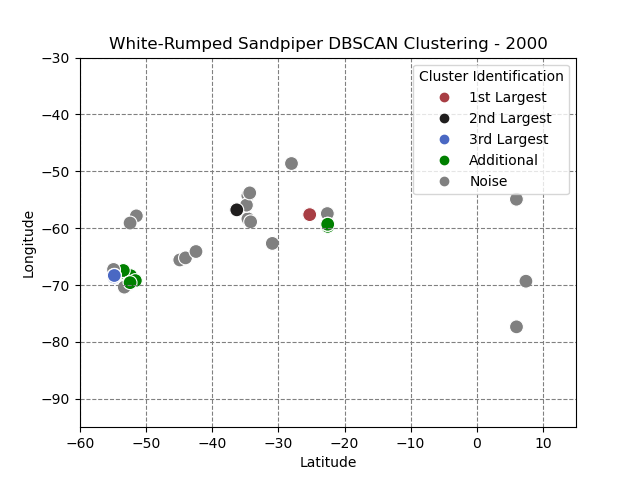 White-Rumped Sandpiper DBSCAN Clustering - 2000
−30
−40
−50
−60
−70
−80
−90
Longitude
Cluster Identification
1st Largest
2nd Largest
3rd Largest
Additional
Noise
−60 −50 −40 −30 −20 −10 0 10
Latitude